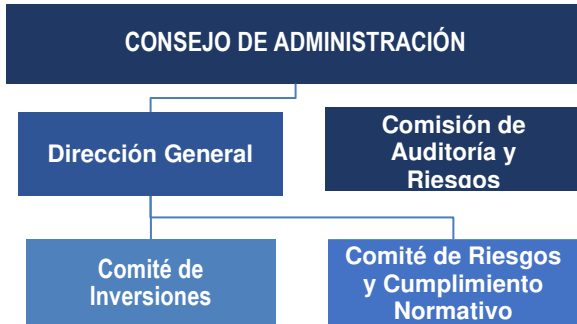 CONSEJO DE ADMINISTRACIÓN
Dirección General
Comisión de
Auditoría y
Riesgos
Comité de
Inversiones
Comité de Riesgos
y Cumplimiento
Normativo